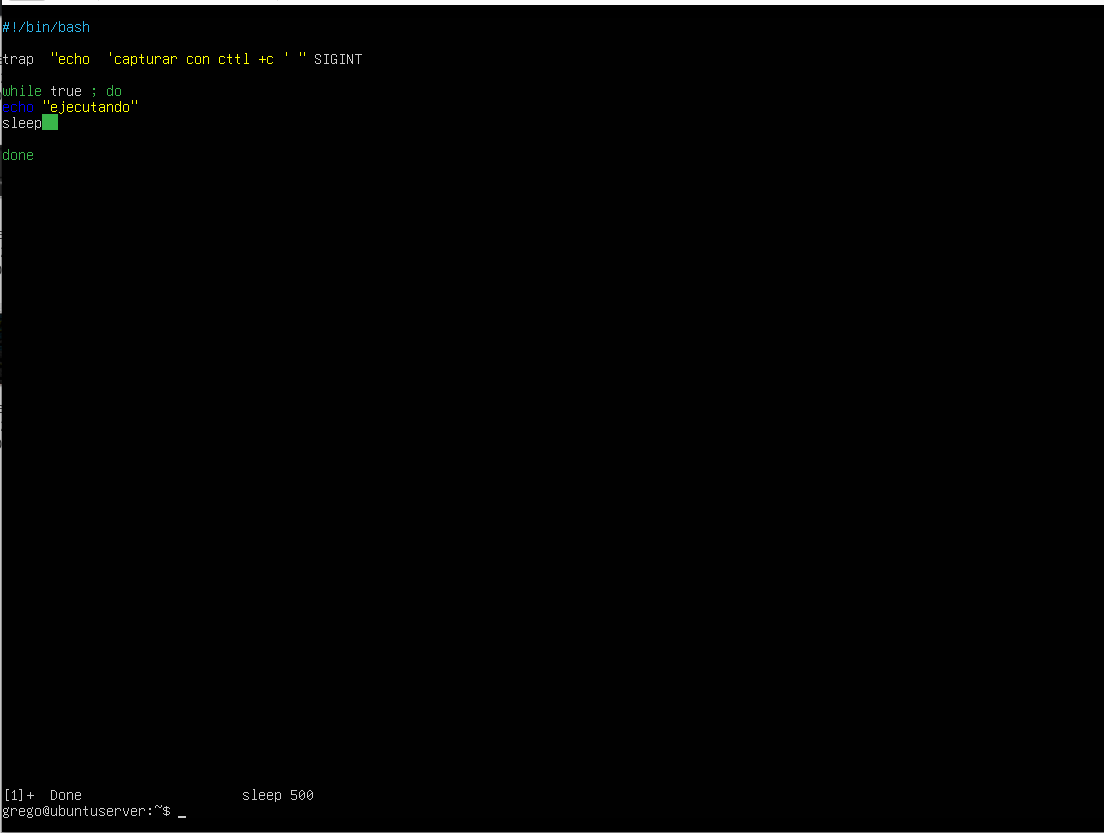 #!/bin/bash
trap "echo 'capturar con cttl +c ' " SIGINT
while true ; do
echo "ejecutando"
sleep
done
[1]+ Done sleep 500
grego@ubuntuserver:~$ _